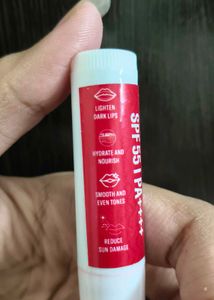 LIGHTEN
DARK LIPS
HYDRATE AND
NOURISH
SMOOTH AND
EVEN TONES
REDUCE
SUN DAMAGE
SPF 55 | PA++++